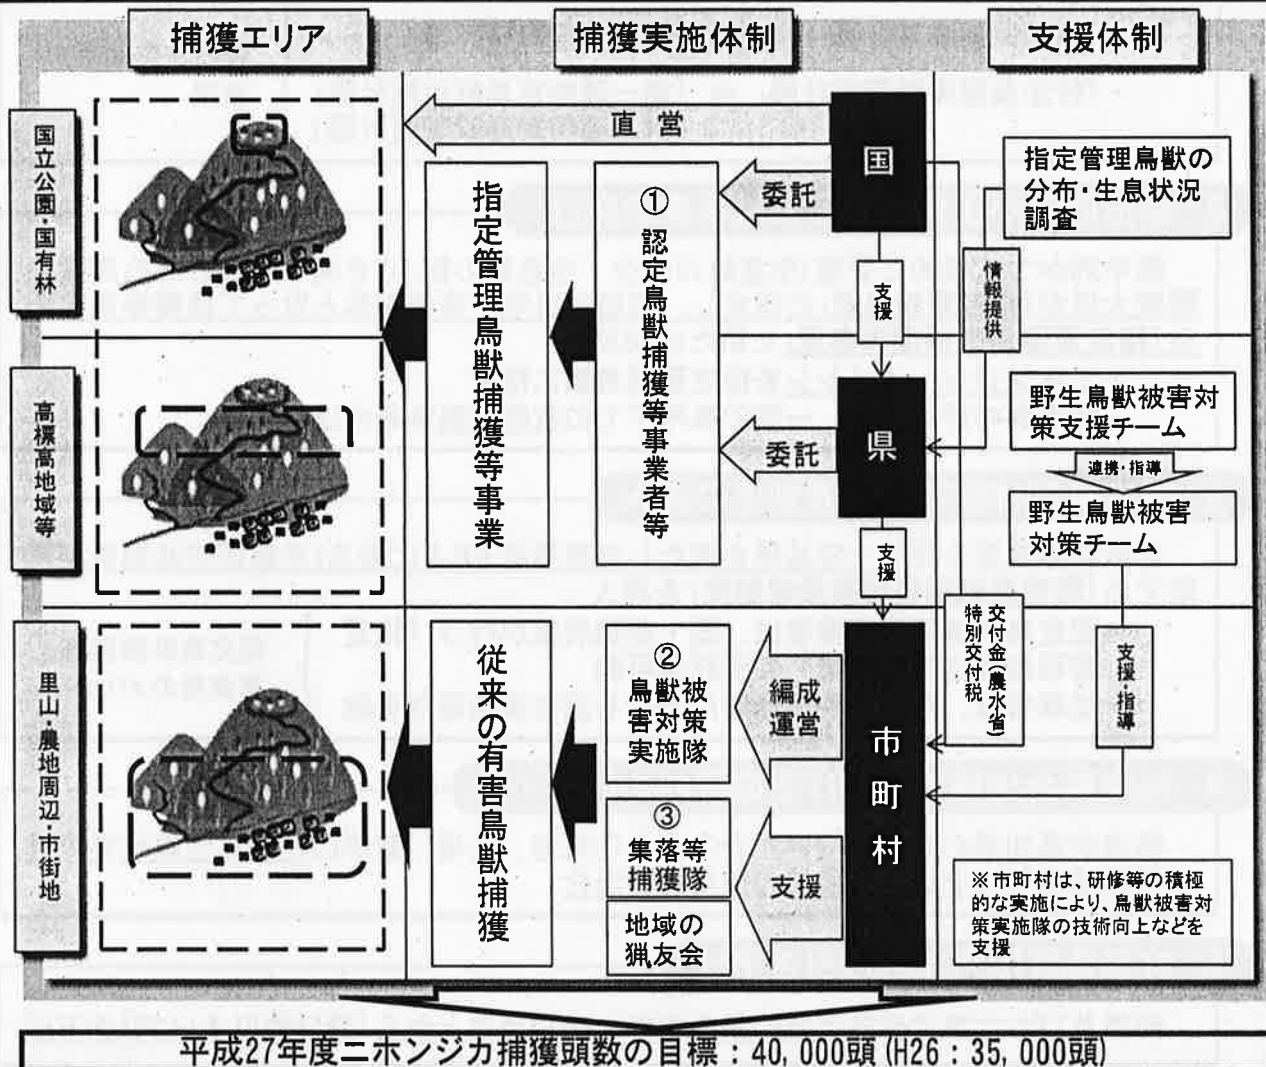 捕獲エリア
捕獲実施体制
支援体制
国立公園・国有林
高標高地域等
里山・農地周辺・市街地
直営
指定管理鳥獣捕獲等事業
①認定鳥獣捕獲等事業者等
委託
国
支援
委託
県
支援
指定管理鳥獣の
分布・生息状況
調査
情報提供
野生鳥獣被害対
策支援チーム
連携・指導
野生鳥獣被害
対策チーム
従来の有害鳥獣捕獲
②
鳥獣被
害対策
実施隊
編成
運営
③
集落等
捕獲隊
地域の
猟友会
支援
市町村
交付金(農水省)
特別交付税
支援・指導
※市町村は、研修等の積極
的な実施により、鳥獣被害対
策実施隊の技術向上などを
支援
平成27年度ニホンジカ捕獲頭数の目標：40,000頭(H26：35,000頭)